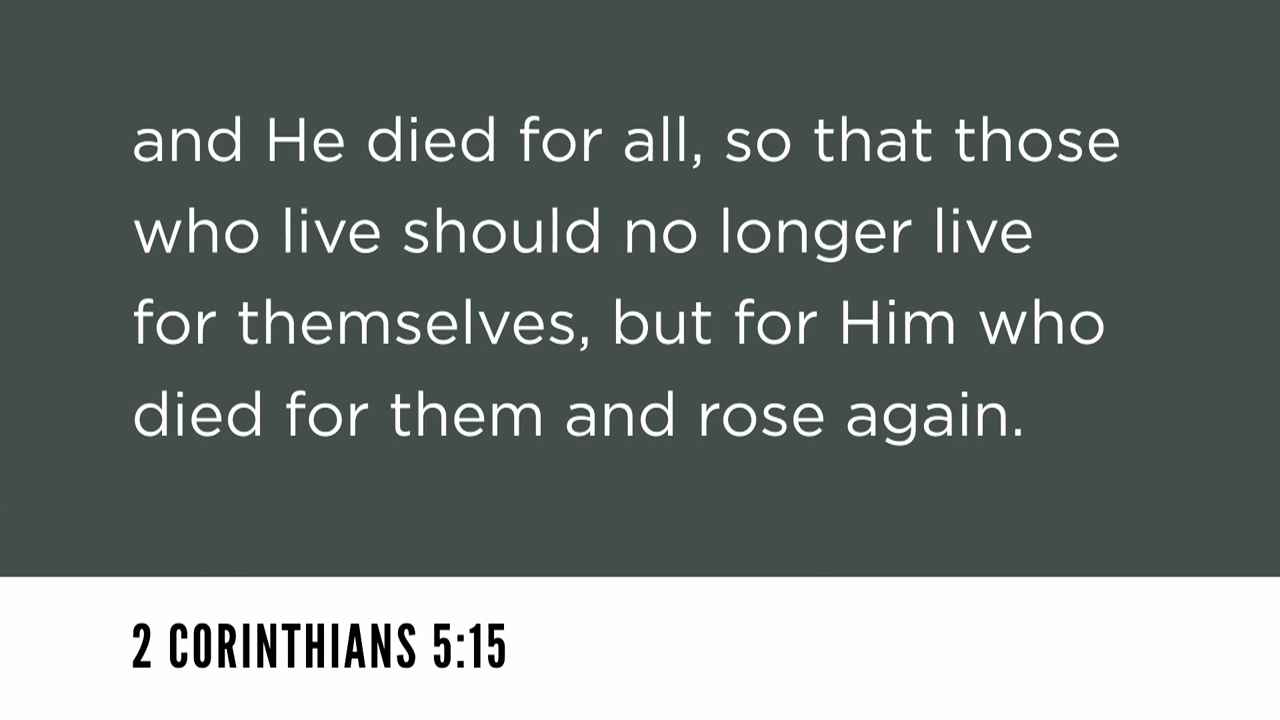 and He died for all, so that those
who live should no longer live
for themselves, but for Him who
died for them and rose again.
2 CORINTHIANS 5:15